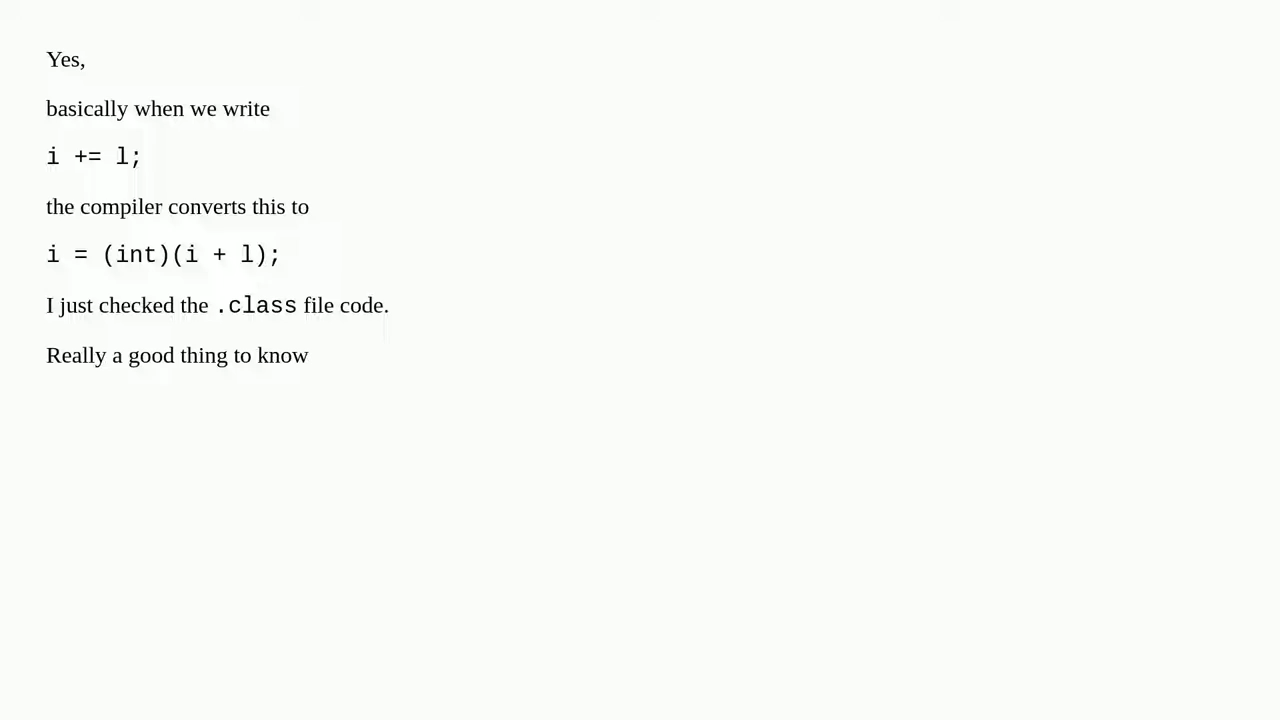 Yes,
basically when we write
i += l;
the compiler converts this to
i = (int)(i + l);
I just checked the .class file code.
Really a good thing to know